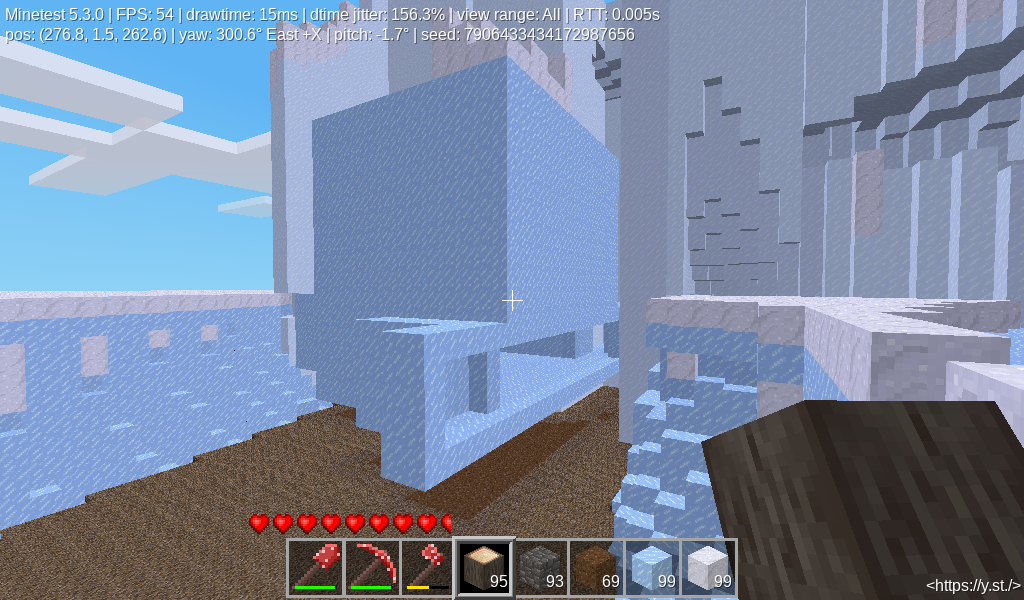 Minetest 5.3.0 | FPS: 54 | drawtime: 15ms | dtime jitter: 156.3% | view range: All | RTT: 0.005s
pos: (276.8, 1.5, 262.6) | yaw: 300.6° East +X | pitch: -1.7° | seed: 7906433434172987656
95 93 69 99 99
<https://y.st./>